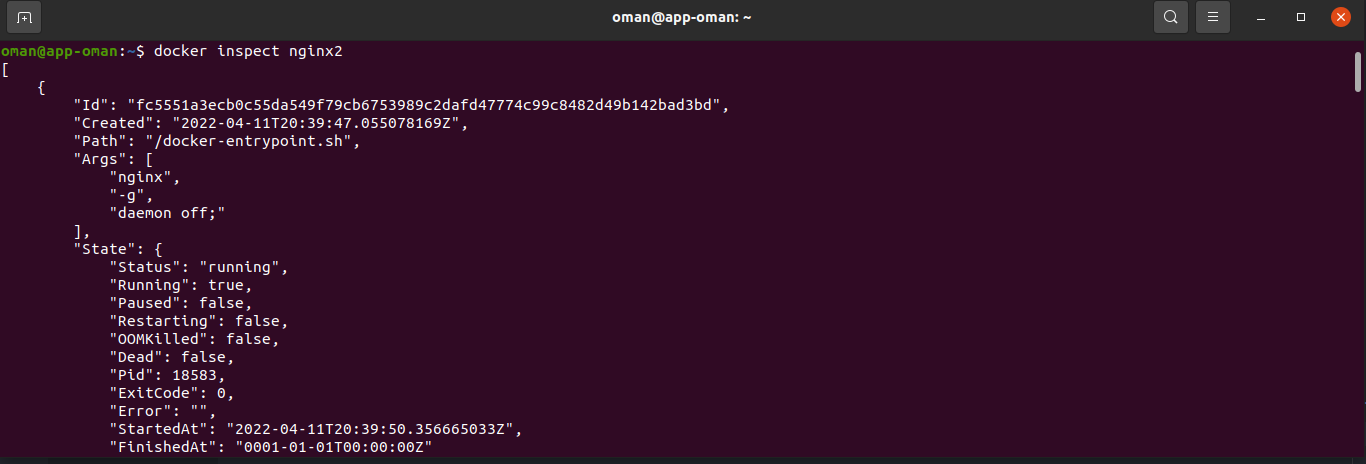 oman@app-oman: ~
oman@app-oman:~$ docker inspect nginx2
[
    {
        "Id": "fc5551a3ecb0c55da549f79cb6753989c2dafd47774c99c8482d49b142bad3bd",
        "Created": "2022-04-11T20:39:47.055078169Z",
        "Path": "/docker-entrypoint.sh",
        "Args": [
            "nginx",
            "-g",
            "daemon off;"
        ],
        "State": {
            "Status": "running",
            "Running": true,
            "Paused": false,
            "Restarting": false,
            "OOMKilled": false,
            "Dead": false,
            "Pid": 18583,
            "ExitCode": 0,
            "Error": "",
            "StartedAt": "2022-04-11T20:39:50.356665033Z",
            "FinishedAt": "0001-01-01T00:00:00Z"